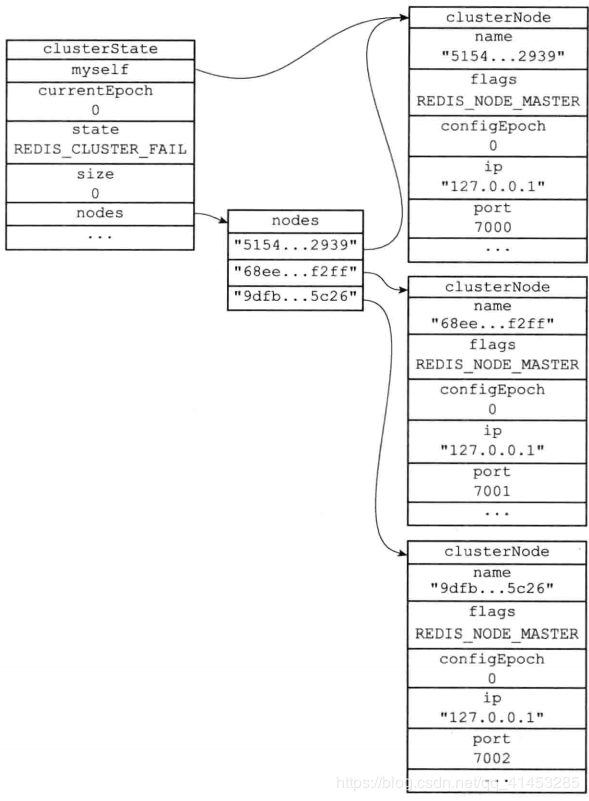 clusterState
myself
currentEpoch
0
state
REDIS_CLUSTER_FAIL
size
0
nodes
...
nodes
"5154...2939"
"68ee...f2ff"
"9dfb...5c26"
clusterNode
name
"5154...2939"
flags
REDIS_NODE_MASTER
configEpoch
0
ip
"127.0.0.1"
port
7000
...
clusterNode
name
"68ee...f2ff"
flags
REDIS_NODE_MASTER
configEpoch
0
ip
"127.0.0.1"
port
7001
...
clusterNode
name
"9dfb...5c26"
flags
REDIS_NODE_MASTER
configEpoch
0
ip
"127.0.0.1"
port
7002
...
https://blog.csdn.net/qq_41453285